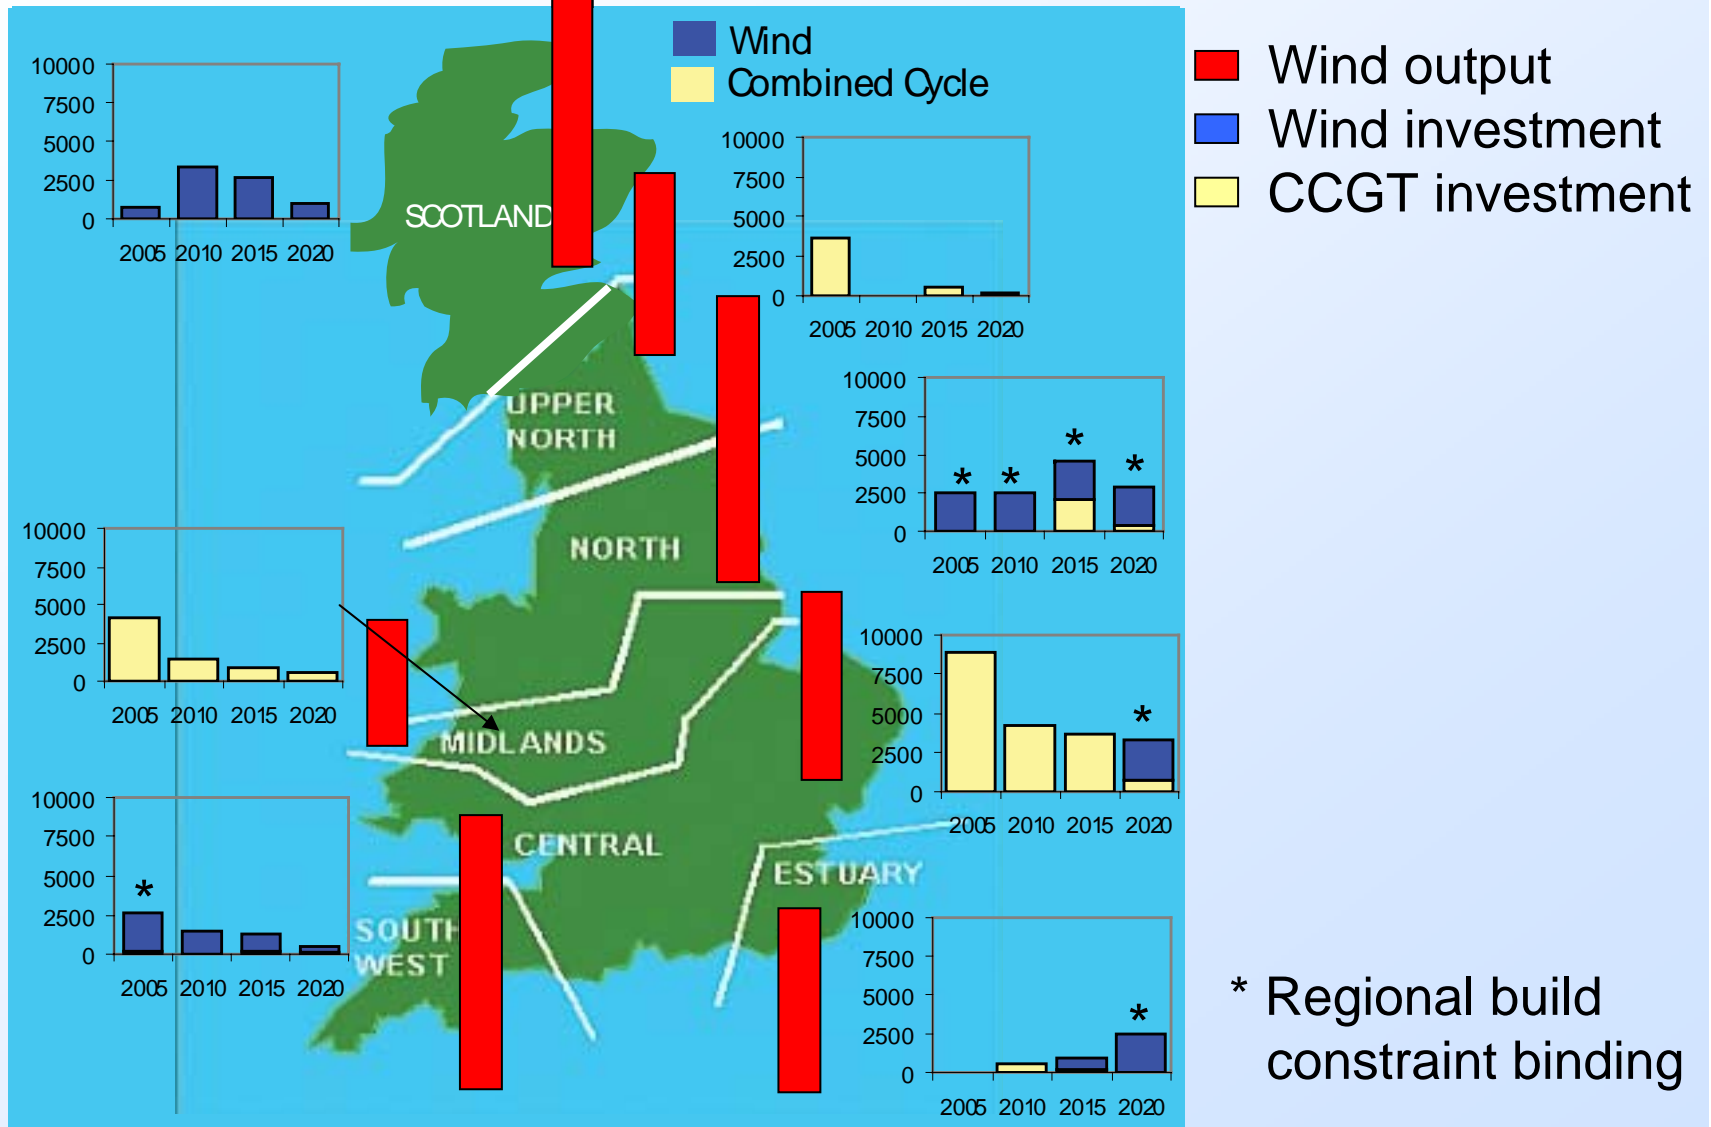 Wind
Combined Cycle
Wind output
Wind investment
CCGT investment
10000
7500
5000
2500
0
2005 2010 2015 2020
SCOTLAND
10000
7500
5000
2500
0
2005 2010 2015 2020
UPPER
NORTH
10000
7500
5000
2500
0
* * * *
2005 2010 2015 2020
NORTH
10000
7500
5000
2500
0
2005 2010 2015 2020
MIDLANDS
10000
7500
5000
2500
0
*
2005 2010 2015 2020
CENTRAL
ESTUARY
10000
7500
5000
2500
0
*
2005 2010 2015 2020
SOUTH
WEST
10000
7500
5000
2500
0
*
2005 2010 2015 2020
* Regional build
constraint binding